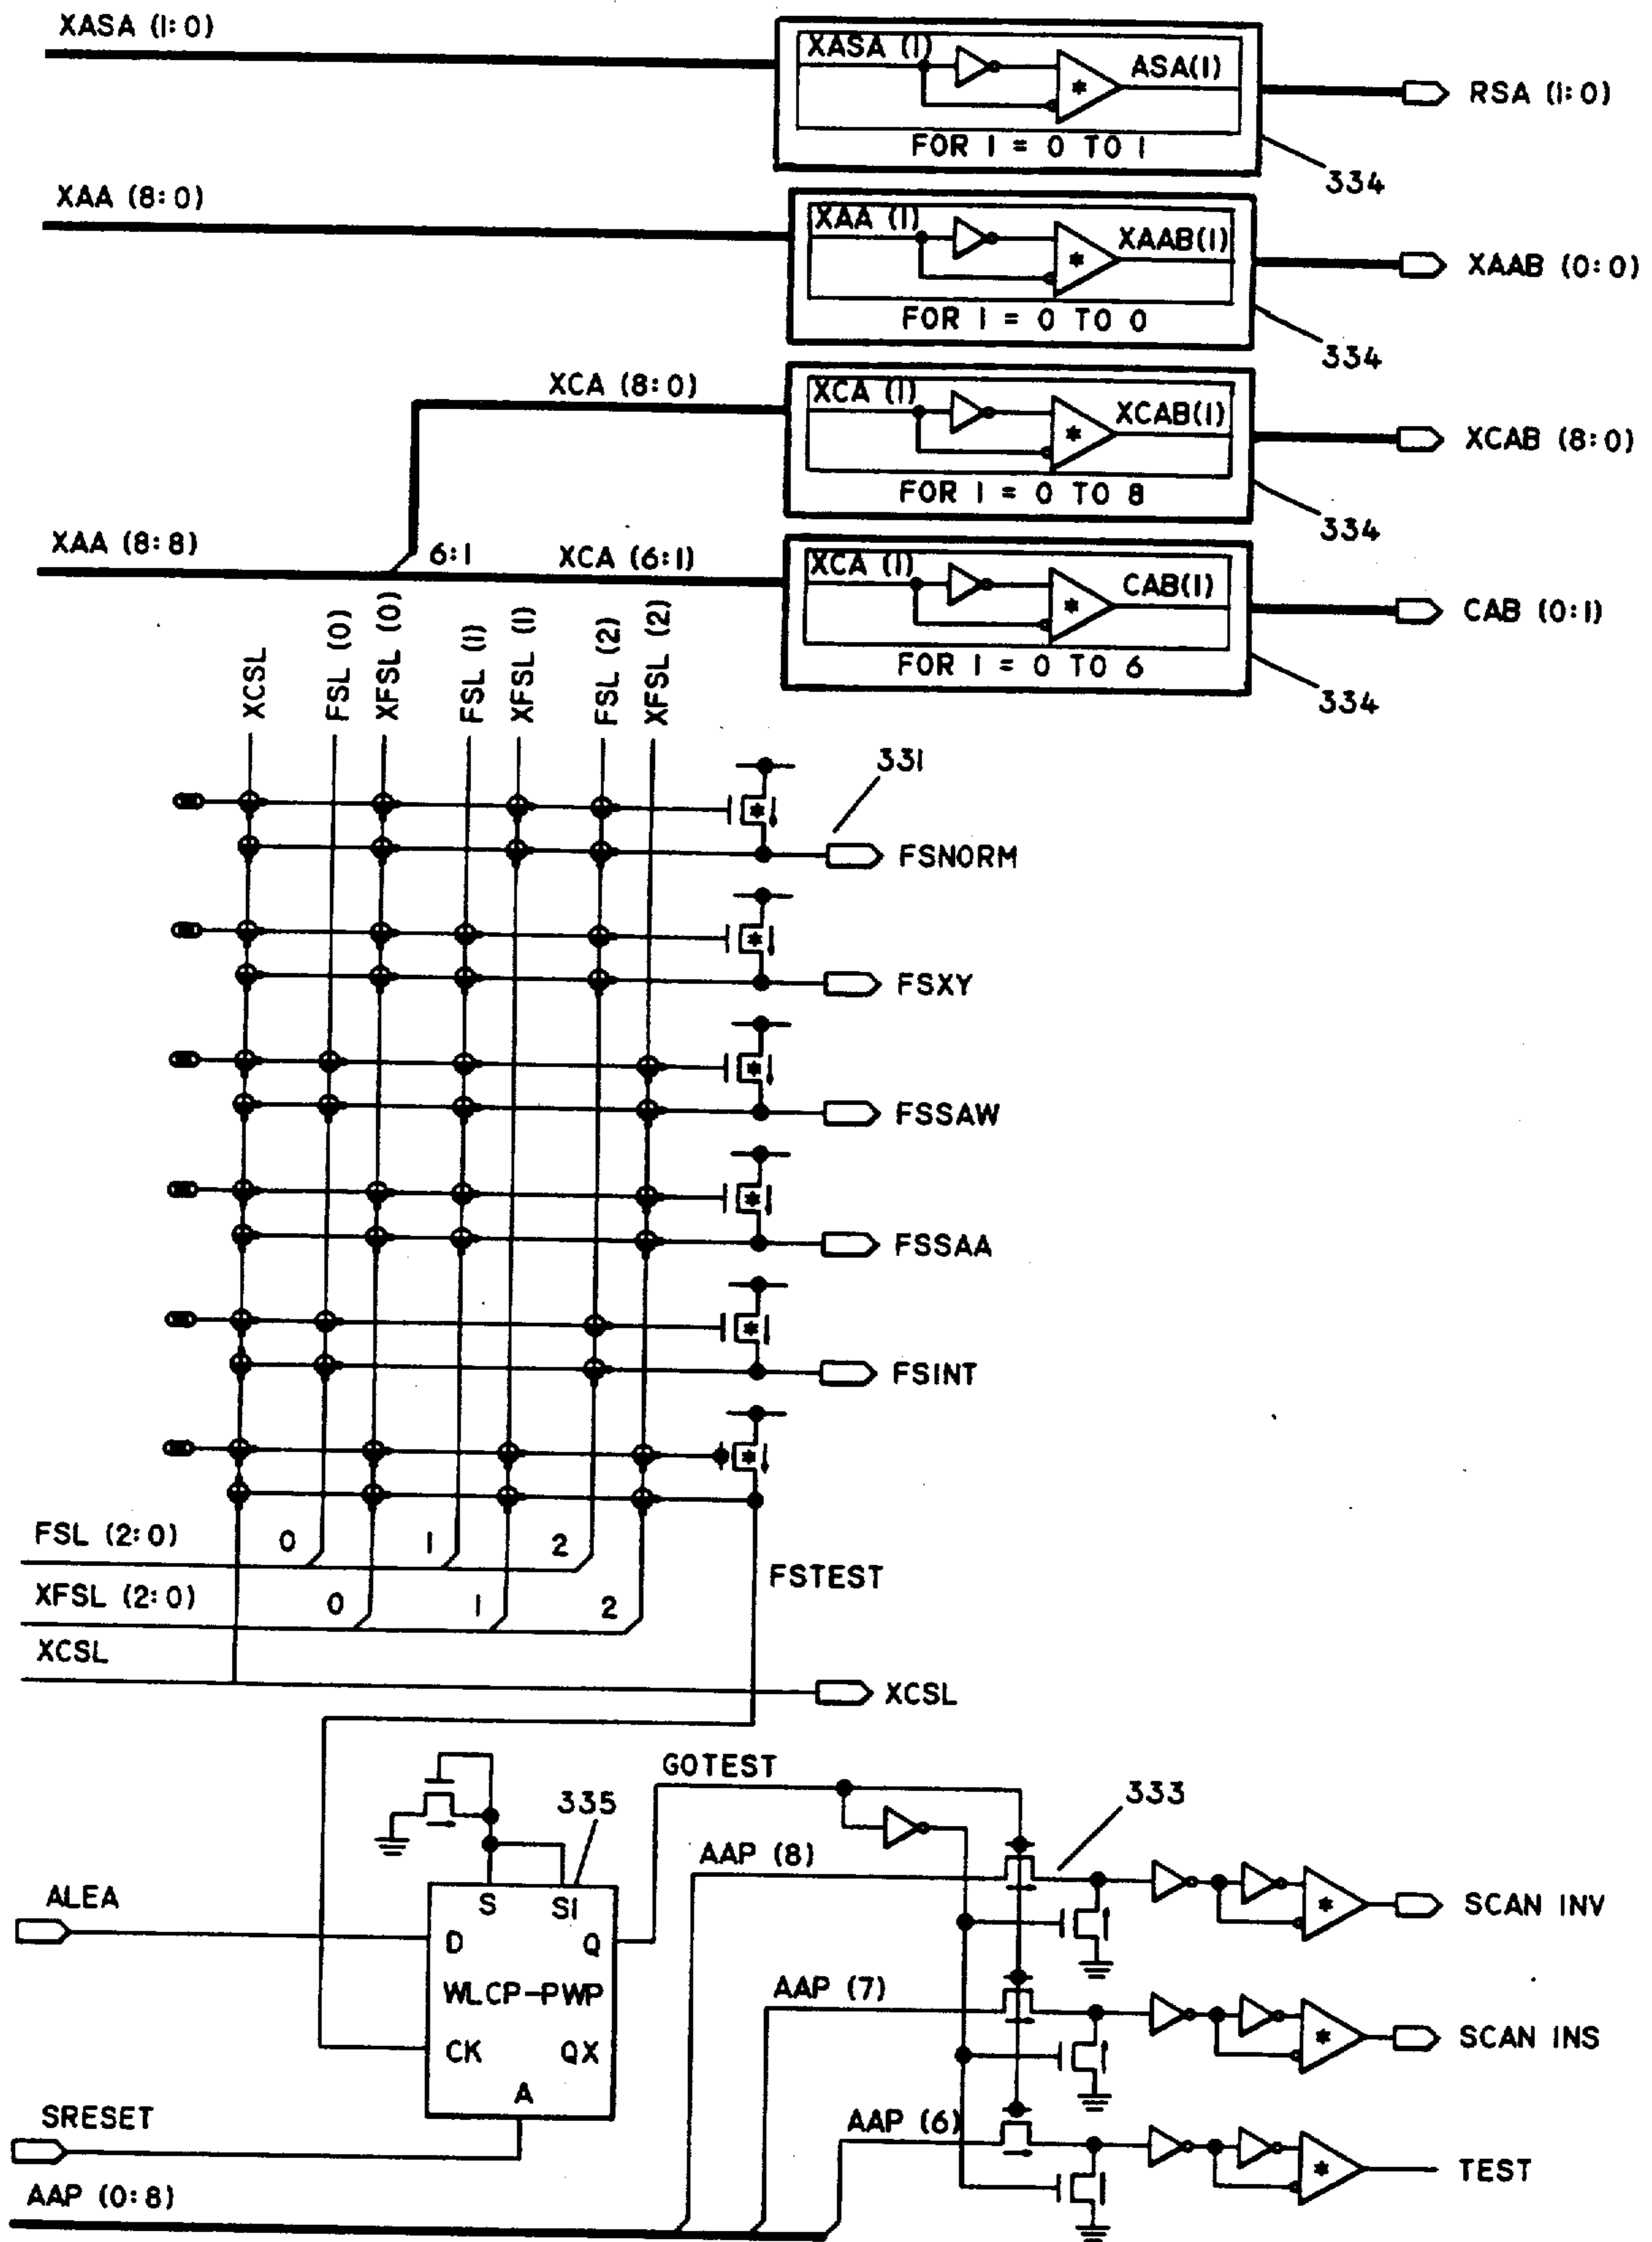 XASA (1:0)
XASA (I)
ASA(I)
*
FOR I = 0 TO 1
RSA (1:0)
334
XAA (8:0)
XAA (I)
XAAB(I)
*
FOR I = 0 TO 0
XAAB (0:0)
334
XCA (8:0)
XCA (I)
XCAB(I)
*
FOR I = 0 TO 8
XCAB (8:0)
334
XAA (8:8)
6:1
XCA (6:1)
XCA (I)
CAB(I)
*
FOR I = 0 TO 6
CAB (0:1)
334
XCSL
FSL (0)
XFSL (0)
FSL (1)
XFSL (1)
FSL (2)
XFSL (2)
331
*
FSNORM
*
FSXY
*
FSSAW
*
FSSAA
*
FSINT
*
FSL (2:0)
0
1
2
FSTEST
XFSL (2:0)
0
1
2
XCSL
XCSL
GOTEST
335
333
AAP (8)
ALEA
S
S1
D
Q
WLCP-PWP
CK
QX
A
*
SCAN INV
AAP (7)
*
SCAN INS
SRESET
AAP (6)
*
TEST
AAP (0:8)